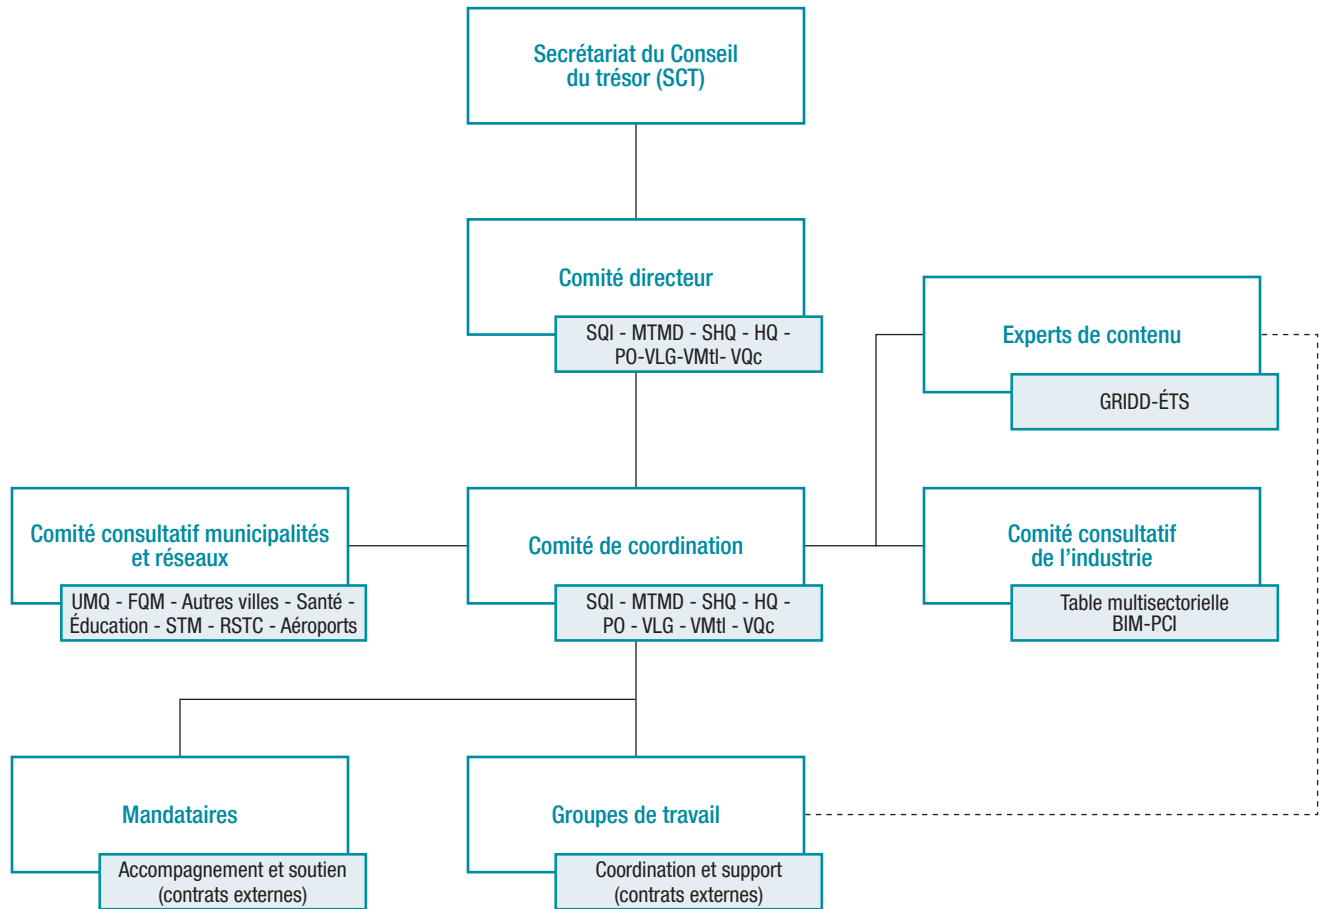 Secrétariat du Conseil
du trésor (SCT)
Comité directeur
SQI - MTMD - SHQ - HQ -
PO-VLG-VMtl- VQc
Experts de contenu
GRIDD-ÉTS
Comité consultatif municipalités
et réseaux
UMQ - FQM - Autres villes - Santé -
Éducation - STM - RSTC - Aéroports
Comité de coordination
SQI - MTMD - SHQ - HQ -
PO - VLG - VMtl - VQc
Comité consultatif
de l’industrie
Table multisectorielle
BIM-PCI
Mandataires
Accompagnement et soutien
(contrats externes)
Groupes de travail
Coordination et support
(contrats externes)